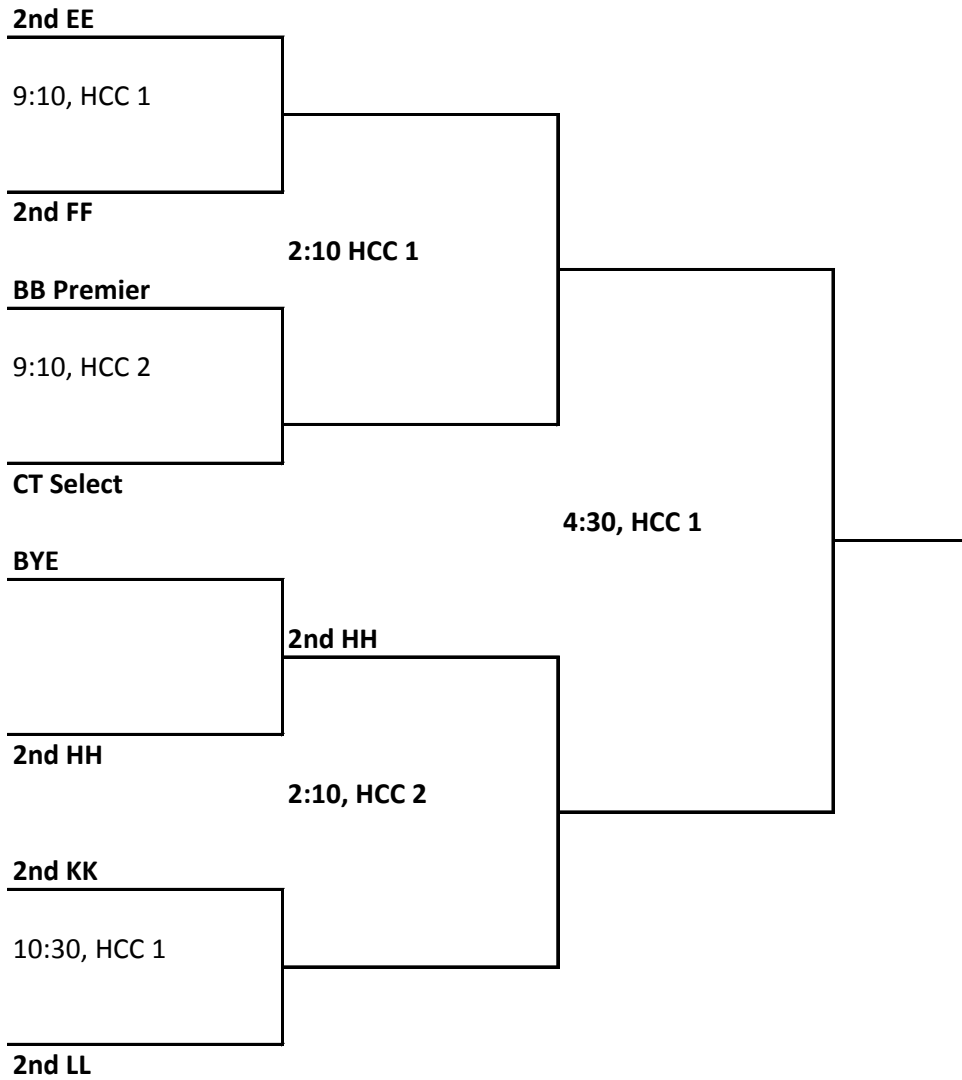 2nd EE
9:10, HCC 1
2nd FF
2:10 HCC 1
BB Premier
9:10, HCC 2
CT Select
4:30, HCC 1
BYE
2nd HH
2nd HH
2:10, HCC 2
2nd KK
10:30, HCC 1
2nd LL